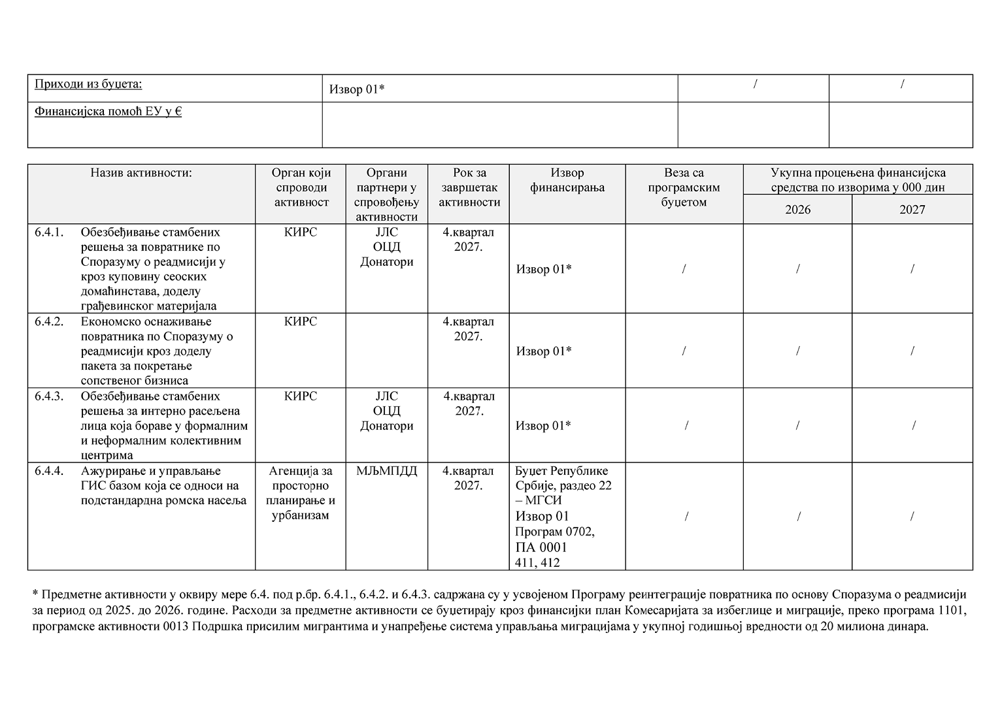 Приходи из буџета:
Извор 01*
/
/
Финансијска помоћ ЕУ у €
Назив активности:
Орган који
спроводи
активност
Органи
партнери у
спровођењу
активности
Рок за
завршетак
активности
Извор
финансирања
Веза са
програмским
буџетом
Укупна процењена финансијска
средства по изворима у 000 дин
2026
2027
6.4.1. Обезбеђивање стамбених
решења за повратнике по
Споразуму о реадмисији у
кроз куповину сеоских
домаћинстава, доделу
грађевинског материјала
КИРС
ЈЛС
ОЦД
Донатори
4.квартал
2027.
Извор 01*
/
/
/
6.4.2. Економско оснаживање
повратника по Споразуму о
реадмисији кроз доделу
пакета за покретање
сопственог бизниса
КИРС
4.квартал
2027.
Извор 01*
/
/
/
6.4.3. Обезбеђивање стамбених
решења за интерно расељена
лица која бораве у формалним
и неформалним колективним
центрима
КИРС
ЈЛС
ОЦД
Донатори
4.квартал
2027.
Извор 01*
/
/
/
6.4.4. Ажурирање и управљање
ГИС базом која се односи на
подстандардна ромска насеља
Агенција за
просторно
планирање и
урбанизам
МЉМПДД
4.квартал
2027.
Буџет Републике
Србије, раздео 22
– МГСИ
Извор 01
Програм 0702,
ПА 0001
411, 412
/
/
/
* Предметне активности у оквиру мере 6.4. под р.бр. 6.4.1., 6.4.2. и 6.4.3. садржана су у усвојеном Програму реинтеграције повратника по основу Споразума о реадмисији
за период од 2025. до 2026. године. Расходи за предметне активности се буџетирају кроз финансијки план Комесаријата за избеглице и миграције, преко програма 1101,
програмске активности 0013 Подршка присилим мигрантима и унапређење система управљања миграцијама у укупној годишњој вредности од 20 милиона динара.